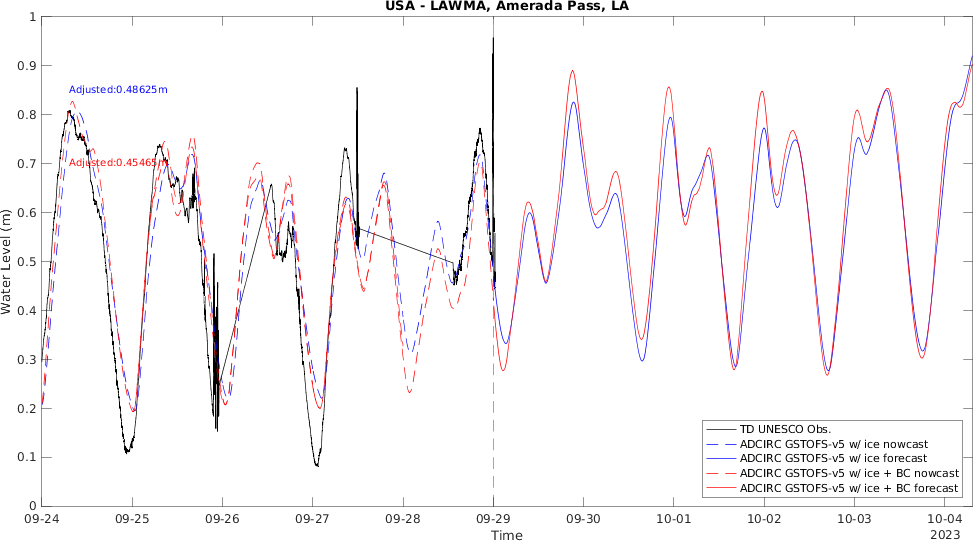 USA - LAWMA, Amerada Pass, LA
1
0.9
0.8
0.7
0.6
0.5
0.4
0.3
0.2
0.1
0
Water Level (m)
Adjusted:0.48625m
Adjusted:0.45465m
TD UNESCO Obs.
ADCIRC GSTOFS-v5 w/ ice nowcast
ADCIRC GSTOFS-v5 w/ ice forecast
ADCIRC GSTOFS-v5 w/ ice + BC nowcast
ADCIRC GSTOFS-v5 w/ ice + BC forecast
09-24 09-25 09-26 09-27 09-28 09-29 09-30 10-01 10-02 10-03 10-04
Time
2023